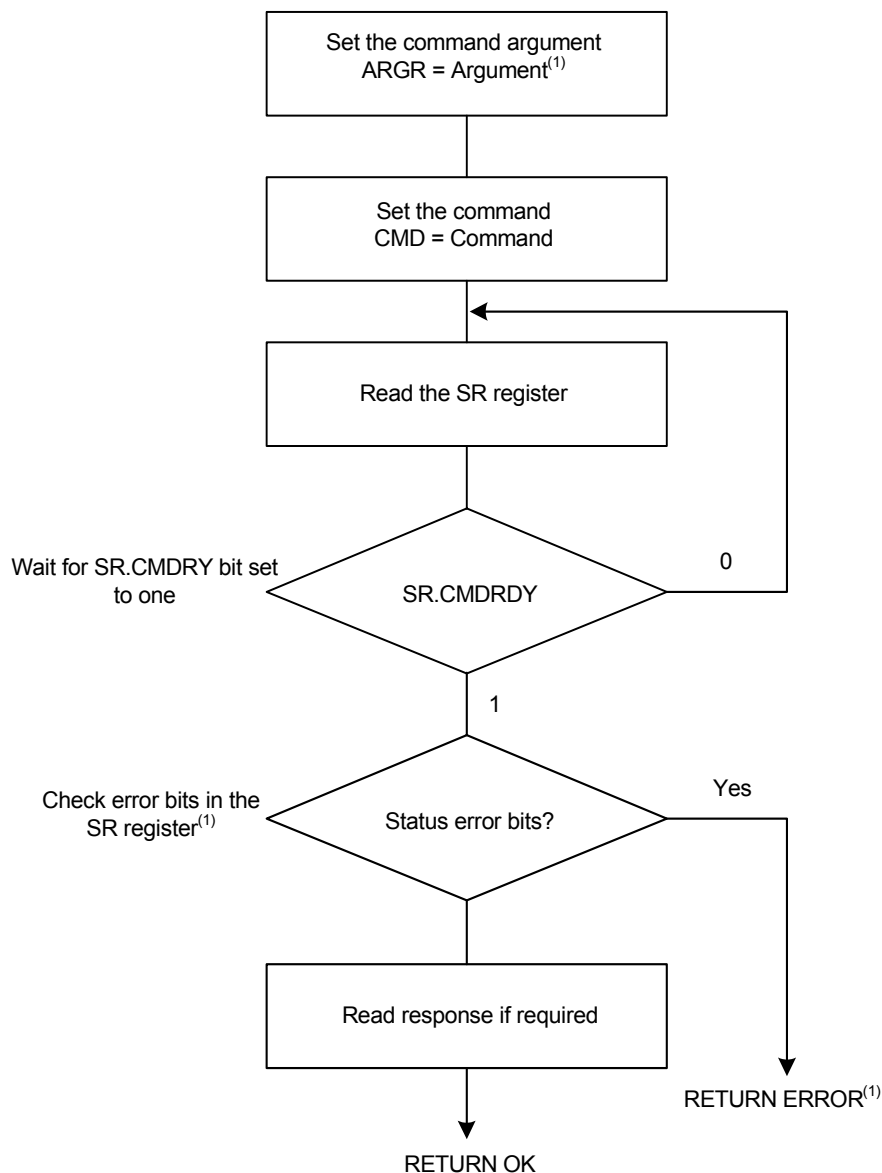 Set the command argument
ARGR = Argument(1)
Set the command
CMD = Command
Read the SR register
Wait for SR.CMDRY bit set
to one
SR.CMDRDY
0
1
Check error bits in the
SR register(1)
Status error bits?
Yes
Read response if required
RETURN ERROR(1)
RETURN OK